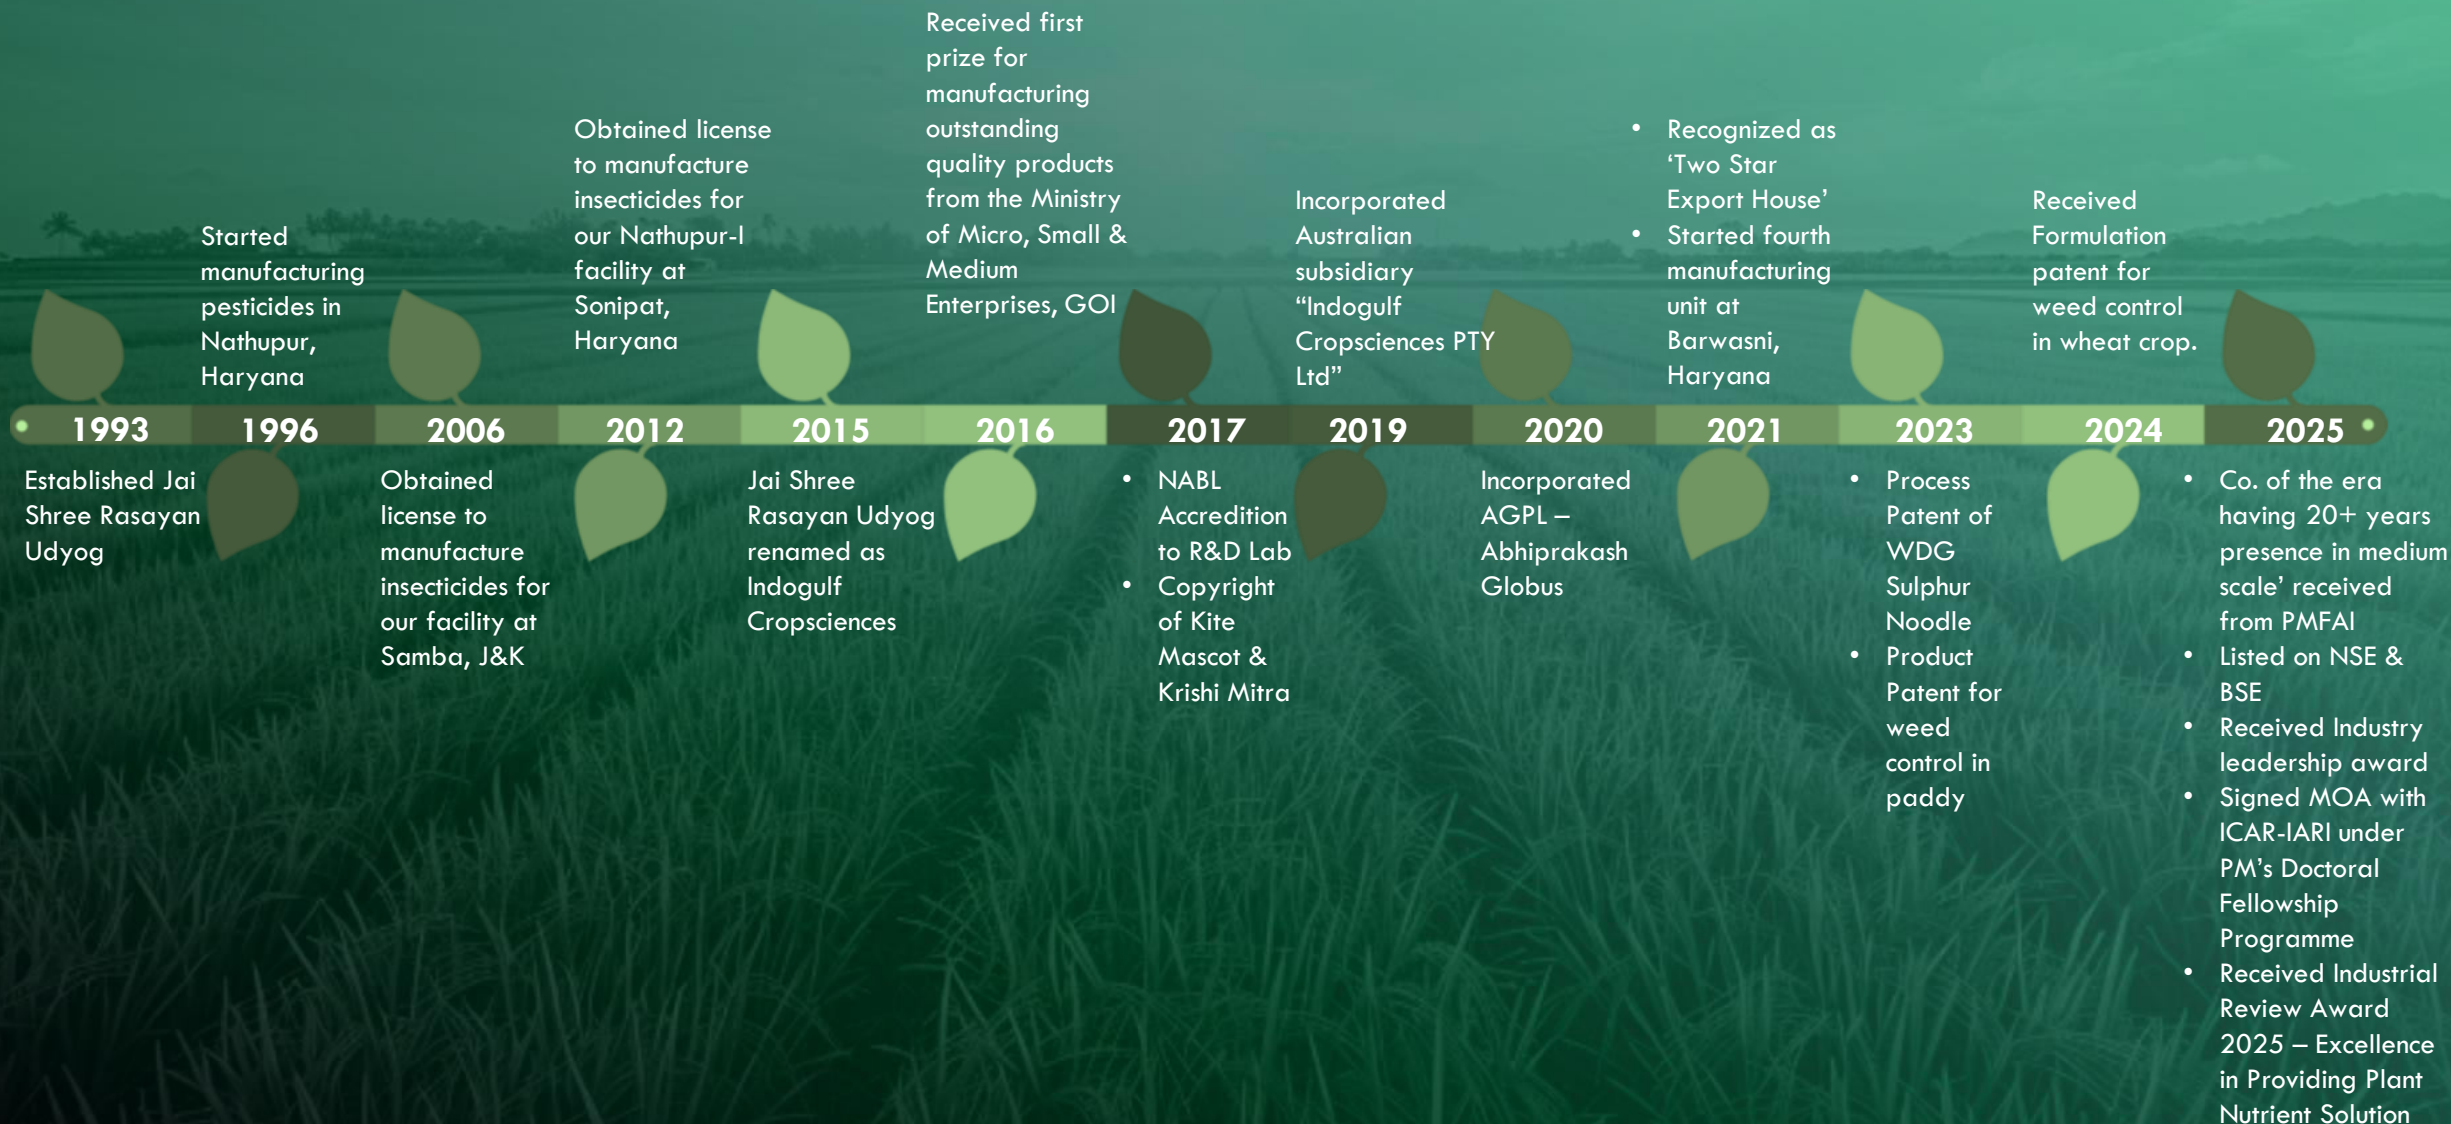 Received first
prize for
manufacturing
outstanding
quality products
from the Ministry
of Micro, Small &
Medium
Enterprises, GOI
Obtained license
to manufacture
insecticides for
our Nathupur-I
facility at
Sonipat,
Haryana
• Recognized as
‘Two Star
Export House’
• Started fourth
manufacturing
unit at
Barwasni,
Haryana
Started
manufacturing
pesticides in
Nathupur,
Haryana
Incorporated
Australian
subsidiary
“Indogulf
Cropsciences PTY
Ltd”
Received
Formulation
patent for
weed control
in wheat crop.
1993 1996 2006 2012 2015 2016 2017 2019 2020 2021 2023 2024 2025
Established Jai
Shree Rasayan
Udyog
Obtained
license to
manufacture
insecticides for
our facility at
Samba, J&K
Jai Shree
Rasayan Udyog
renamed as
Indogulf
Cropsciences
• NABL
Accreditation
to R&D Lab
• Copyright
of Kite
Mascot &
Krishi Mitra
Incorporated
AGPL –
Abhiprakash
Globus
• Process
Patent of
WDG
Sulphur
Noodle
• Product
Patent for
weed
control in
paddy
• Co. of the era
having 20+ years
presence in medium
scale’ received
from PMFAI
• Listed on NSE &
BSE
• Received Industry
leadership award
• Signed MOA with
ICAR-IARI under
PM’s Doctoral
Fellowship
Programme
• Received Industrial
Review Award
2025 – Excellence
in Providing Plant
Nutrient Solution